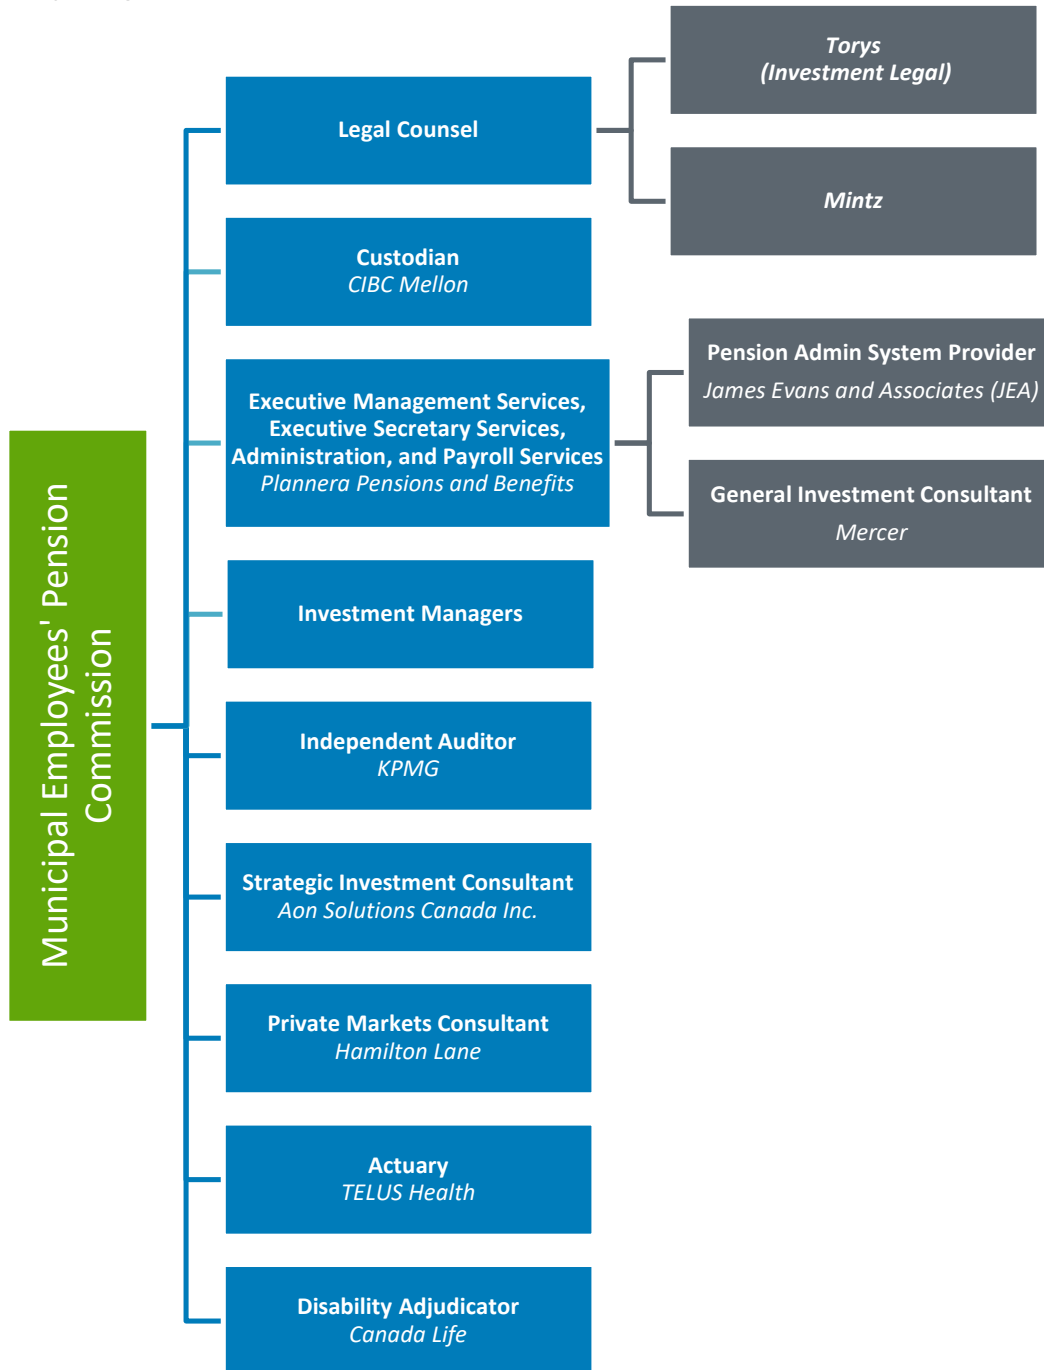 Municipal Employees' Pension
Commission
Legal Counsel
Torys
(Investment Legal)
Mintz
Custodian
CIBC Mellon
Executive Management Services,
Executive Secretary Services,
Administration, and Payroll Services
Plannera Pensions and Benefits
Pension Admin System Provider
James Evans and Associates (JEA)
General Investment Consultant
Mercer
Investment Managers
Independent Auditor
KPMG
Strategic Investment Consultant
Aon Solutions Canada Inc.
Private Markets Consultant
Hamilton Lane
Actuary
TELUS Health
Disability Adjudicator
Canada Life